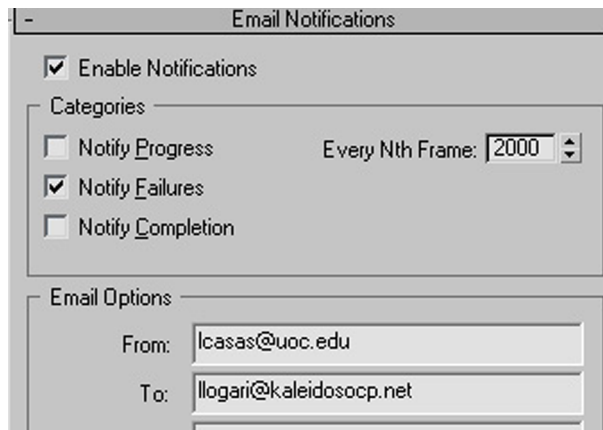 - Email Notifications
Enable Notifications
Categories
Notify Progress Every Nth Frame: 2000
Notify Failures
Notify Completion
Email Options
From: lcasas@uoc.edu
To: llogari@kaleidosocp.net